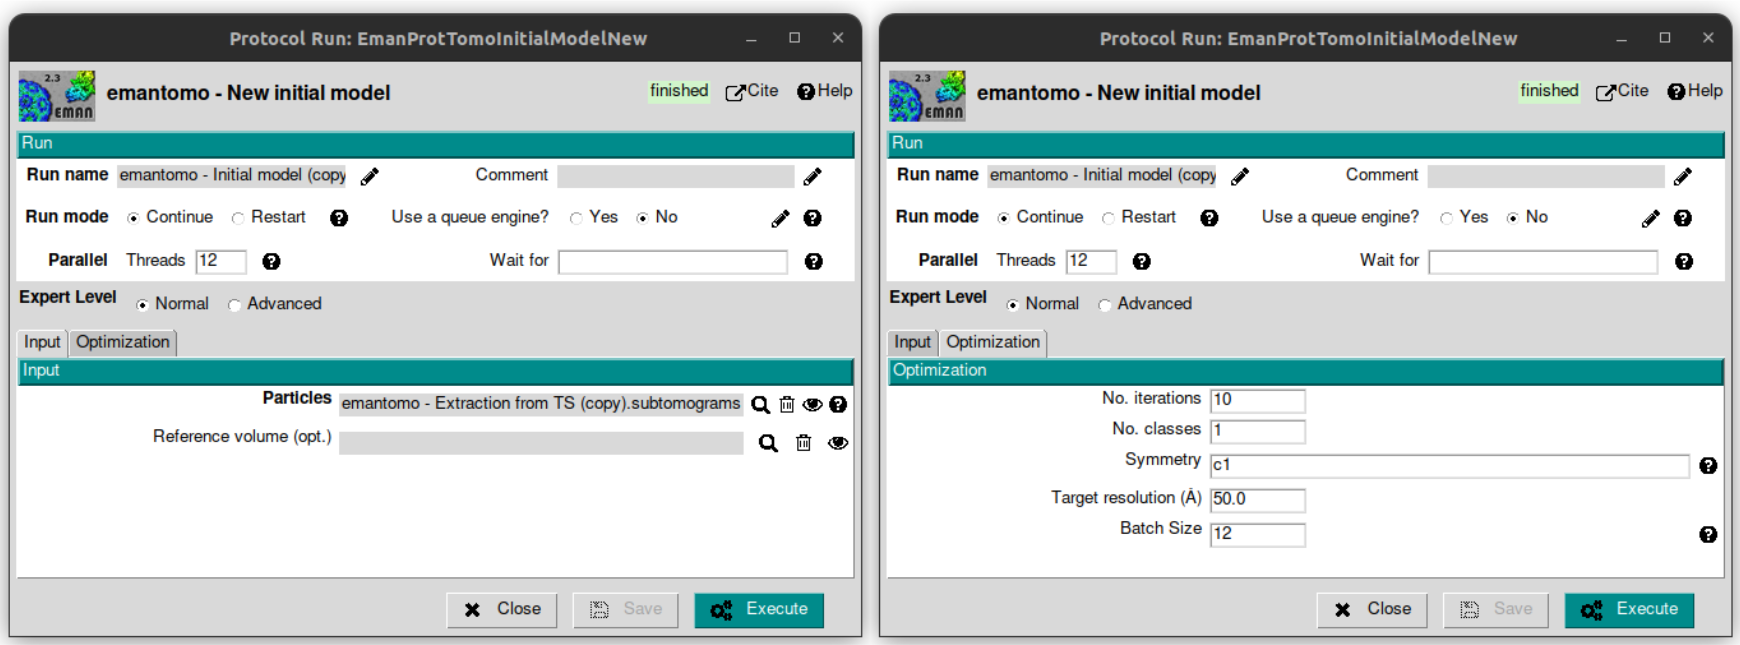 Protocol Run: EmanProtTomoInitialModelNew
2.3
EMAN
emantomo - New initial model
finished Cite Help
Run
Run name emantomo - Initial model (copy Comment
Run mode Continue Restart Use a queue engine? Yes No
Parallel Threads 12 Wait for
Expert Level Normal Advanced
Input Optimization
Input
Particles emantomo - Extraction from TS (copy).subtomograms
Reference volume (opt.)
Close Save Execute
Protocol Run: EmanProtTomoInitialModelNew
2.3
EMAN
emantomo - New initial model
finished Cite Help
Run
Run name emantomo - Initial model (copy Comment
Run mode Continue Restart Use a queue engine? Yes No
Parallel Threads 12 Wait for
Expert Level Normal Advanced
Input Optimization
Optimization
No. iterations 10
No. classes 1
Symmetry c1
Target resolution (Å) 50.0
Batch Size 12
Close Save Execute